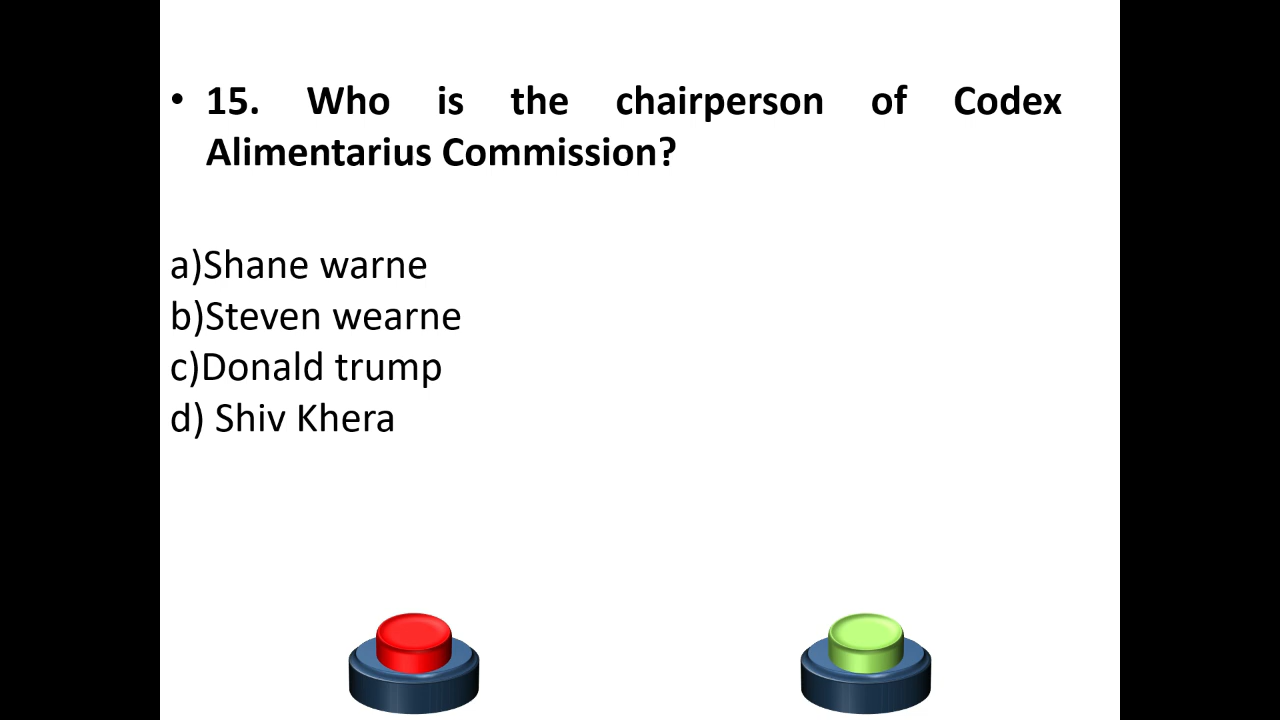 • 15. Who is the chairperson of Codex
Alimentarius Commission?
a)Shane warne
b)Steven wearne
c)Donald trump
d) Shiv Khera